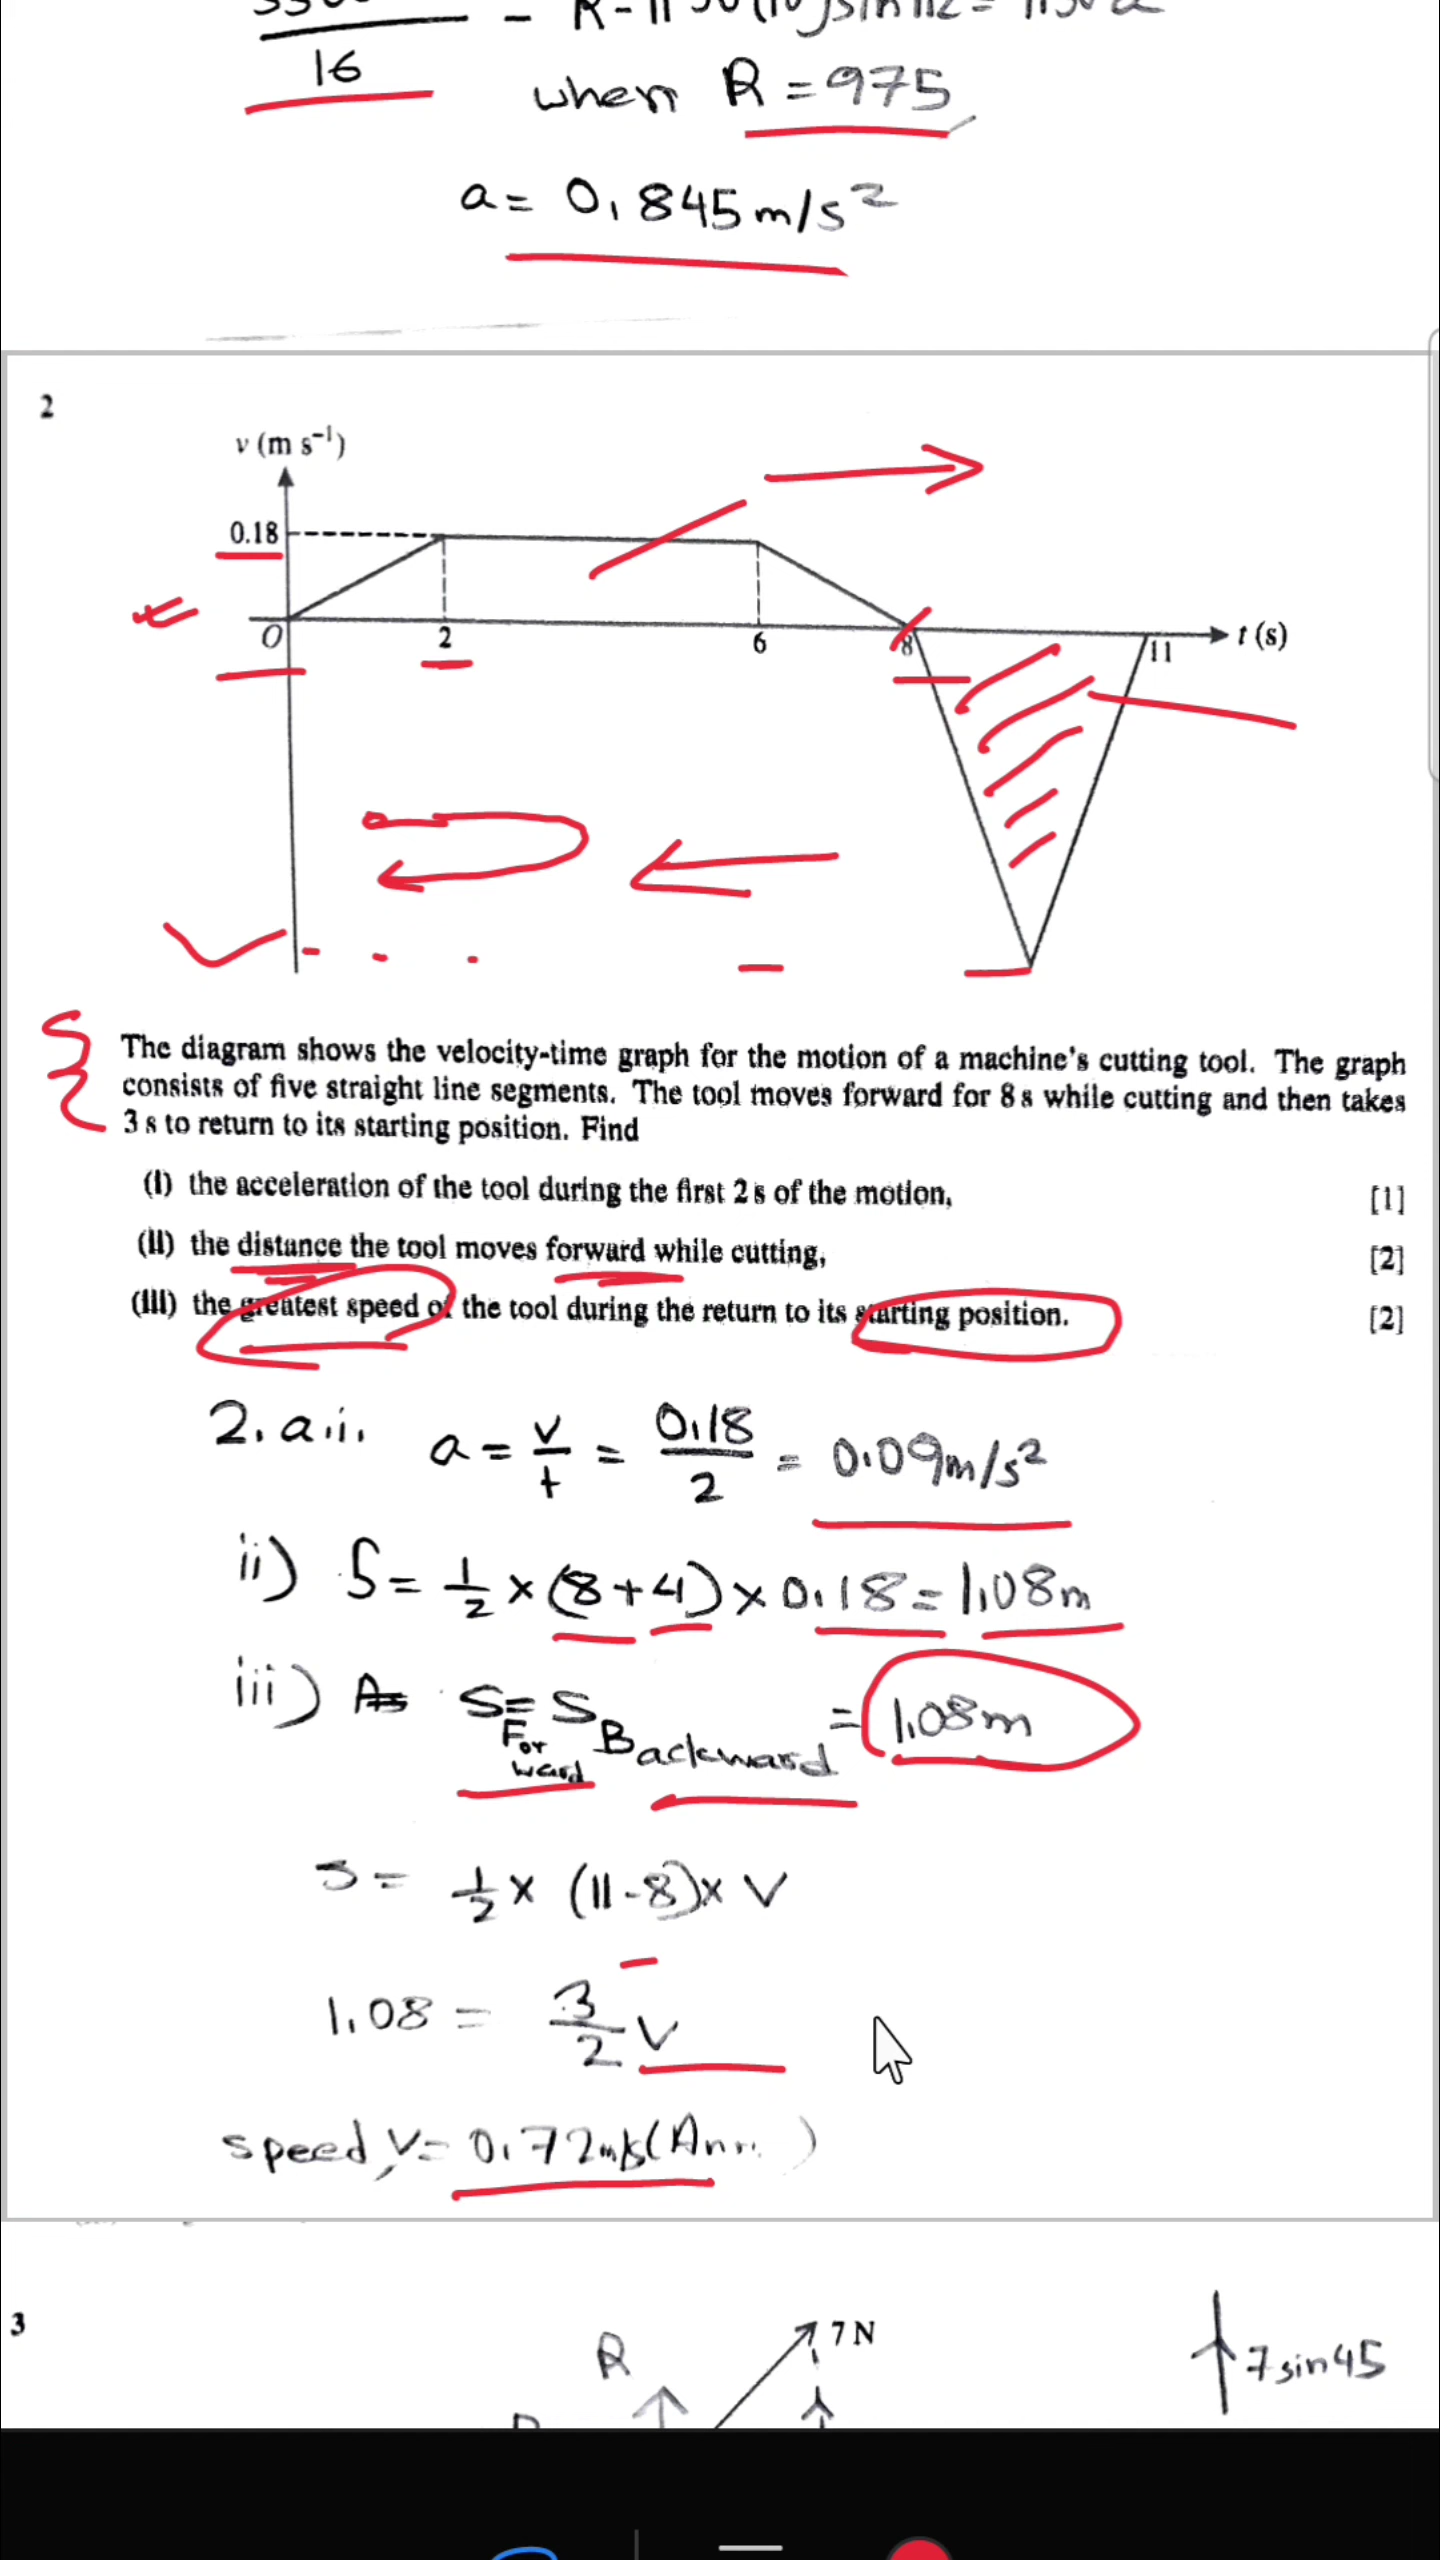 16
when R = 975
a = 0.845 m/s²
2
v (m s⁻¹)
0.18
O 2 6 8 11 t (s)
The diagram shows the velocity-time graph for the motion of a machine's cutting tool. The graph
consists of five straight line segments. The tool moves forward for 8 s while cutting and then takes
3 s to return to its starting position. Find
(i) the acceleration of the tool during the first 2 s of the motion, [1]
(ii) the distance the tool moves forward while cutting, [2]
(iii) the greatest speed of the tool during the return to its starting position. [2]
2. a.i. a = v/t = 0.18/2 = 0.09 m/s²
ii) S = 1/2 × (8+4) × 0.18 = 1.08m
iii) S Forward = S Backward = 1.08m
S = 1/2 × (11-8) × V
1.08 = 3/2 V
speed, V = 0.72 m/s (Ans.)
3
R 7 N 7 sin 45